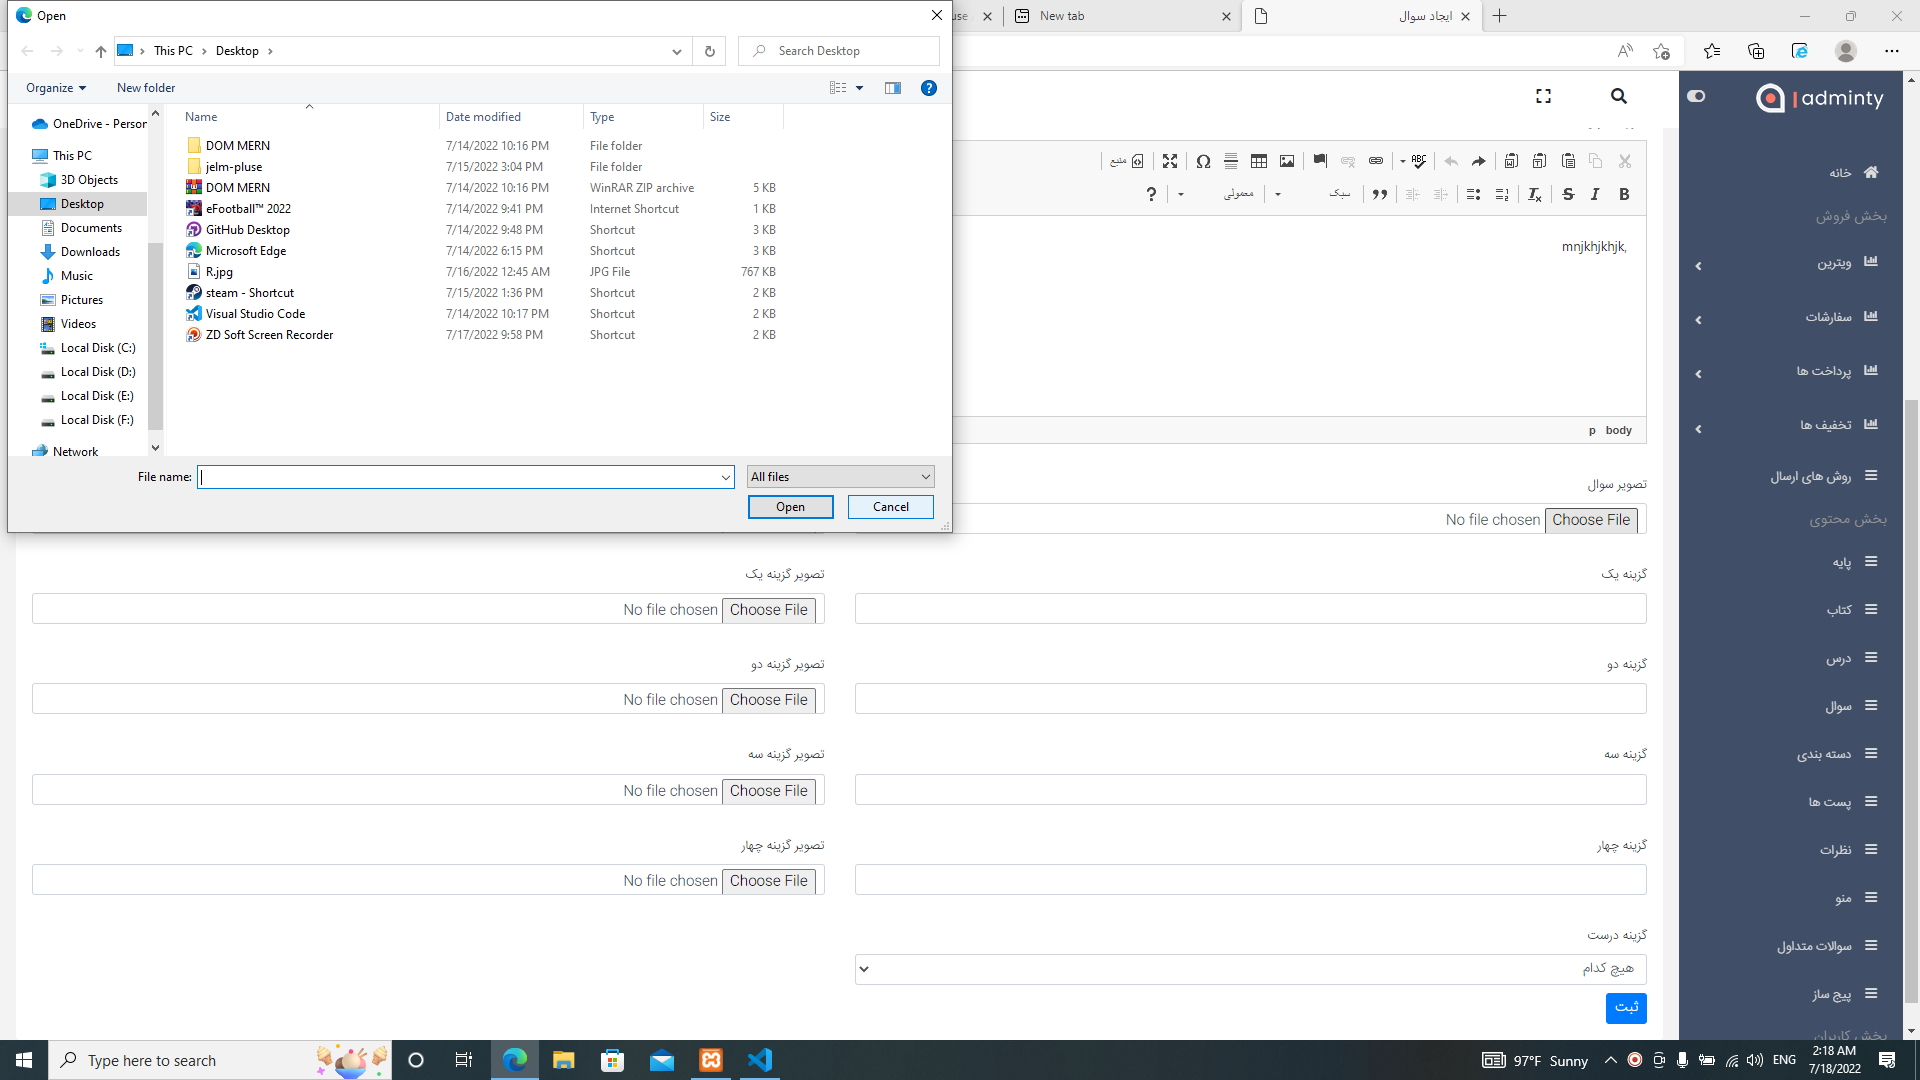 Open
use
New tab
ایجاد سوال
This PC
Desktop
Search Desktop
Organize
New folder
OneDrive - Person
This PC
3D Objects
Desktop
Documents
Downloads
Music
Pictures
Videos
Local Disk (C:)
Local Disk (D:)
Local Disk (E:)
Local Disk (F:)
Network
Name Date modified Type Size
DOM MERN 7/14/2022 10:16 PM File folder
jelm-pluse 7/15/2022 3:04 PM File folder
DOM MERN 7/14/2022 10:16 PM WinRAR ZIP archive 5 KB
eFootball™ 2022 7/14/2022 9:41 PM Internet Shortcut 1 KB
GitHub Desktop 7/14/2022 9:48 PM Shortcut 3 KB
Microsoft Edge 7/14/2022 6:15 PM Shortcut 3 KB
R.jpg 7/16/2022 12:45 AM JPG File 767 KB
steam - Shortcut 7/15/2022 1:36 PM Shortcut 2 KB
Visual Studio Code 7/14/2022 10:17 PM Shortcut 2 KB
ZD Soft Screen Recorder 7/17/2022 9:58 PM Shortcut 2 KB
File name:
All files
Open
Cancel
adminty
خانه
بخش فروش
ویترین
سفارشات
پرداخت ها
تخفیف ها
روش های ارسال
بخش محتوی
پایه
کتاب
درس
سوال
دسته بندی
پست ها
نظرات
منو
سوالات متداول
پیج ساز
بخش کاربران
منبع
ABC
سبک
معمولی
?
S I B
mnjkhjkhjk,
p body
تصویر سوال
Choose File No file chosen
گزینه یک
تصویر گزینه یک
Choose File No file chosen
گزینه دو
تصویر گزینه دو
Choose File No file chosen
گزینه سه
تصویر گزینه سه
Choose File No file chosen
گزینه چهار
تصویر گزینه چهار
Choose File No file chosen
گزینه درست
هیچ کدام
ثبت
Type here to search
97°F Sunny
ENG
2:18 AM
7/18/2022